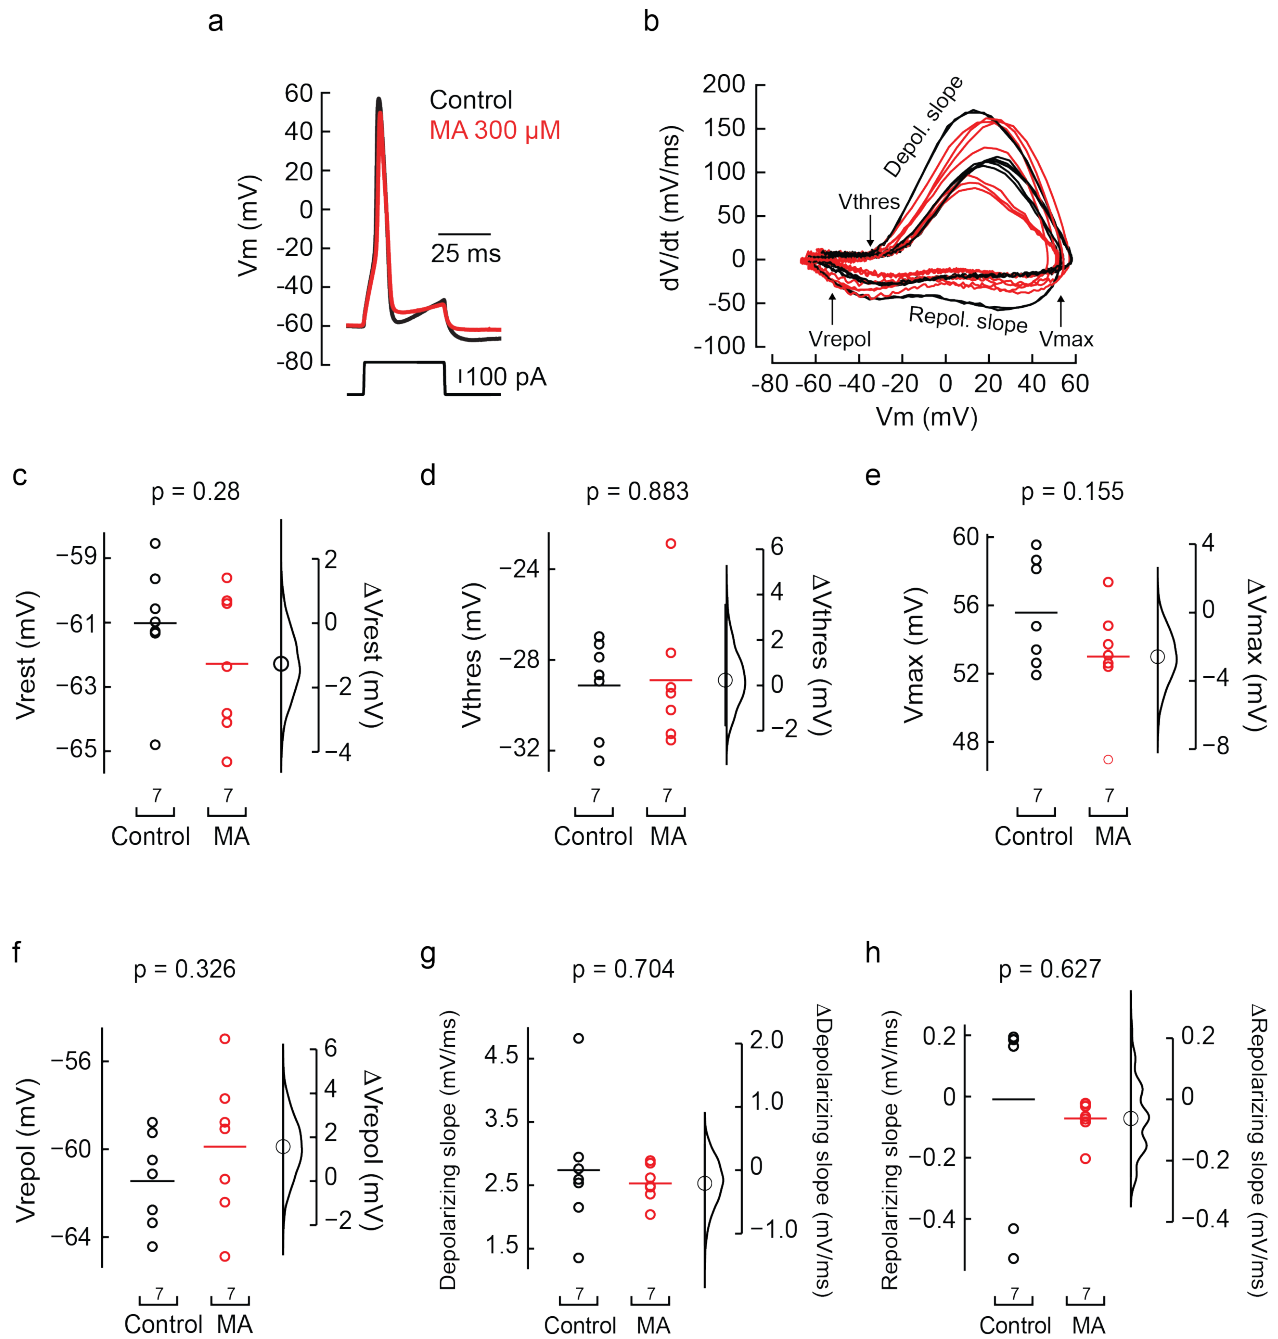 a
60
40
20
0
-20
-40
-60
-80
Vm (mV)
Control
MA 300 µM
25 ms
100 pA
b
200
150
100
50
0
-50
-100
dV/dt (mV/ms)
Depol. slope
Vthres
Vrepol
Repol. slope
Vmax
-80 -60 -40 -20 0 20 40 60
Vm (mV)
c
p = 0.28
−59
−61
−63
−65
Vrest (mV)
2
0
−2
−4
ΔVrest (mV)
7 7
Control MA
d
p = 0.883
−24
−28
−32
Vthres (mV)
6
4
2
0
−2
ΔVthres (mV)
7 7
Control MA
e
p = 0.155
60
56
52
48
Vmax (mV)
4
0
−4
−8
ΔVmax (mV)
7 7
Control MA
f
p = 0.326
−56
−60
−64
Vrepol (mV)
6
4
2
0
−2
ΔVrepol (mV)
7 7
Control MA
g
p = 0.704
4.5
3.5
2.5
1.5
Depolarizing slope (mV/ms)
2.0
1.0
0
−1.0
ΔDepolarizing slope (mV/ms)
7 7
Control MA
h
p = 0.627
0.2
0
−0.2
−0.4
Repolarizing slope (mV/ms)
0.2
0
−0.2
−0.4
ΔRepolarizing slope (mV/ms)
7 7
Control MA